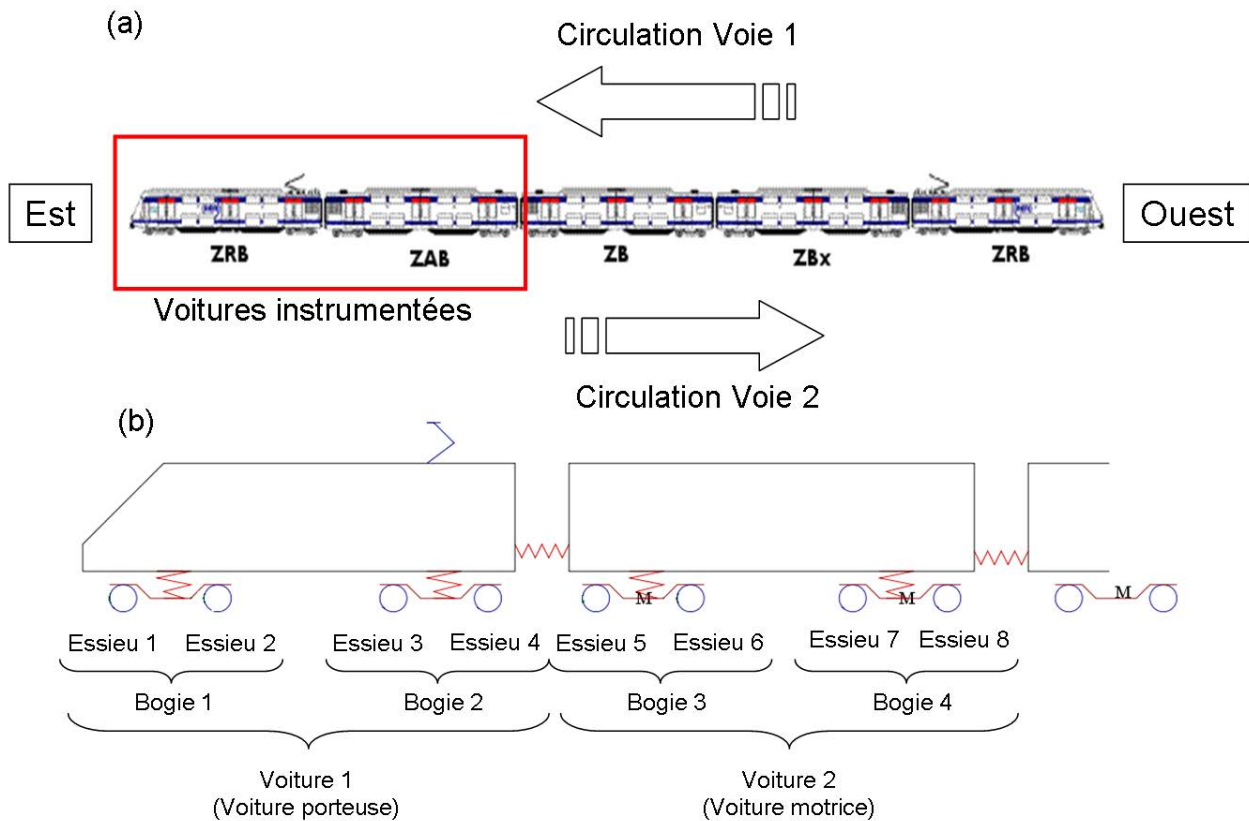 (a)
Circulation Voie 1
Est
Ouest
ZRB ZAB ZB ZBx ZRB
Voitures instrumentées
Circulation Voie 2
(b)
M M M
Essieu 1 Essieu 2 Essieu 3 Essieu 4 Essieu 5 Essieu 6 Essieu 7 Essieu 8
Bogie 1 Bogie 2 Bogie 3 Bogie 4
Voiture 1
(Voiture porteuse)
Voiture 2
(Voiture motrice)